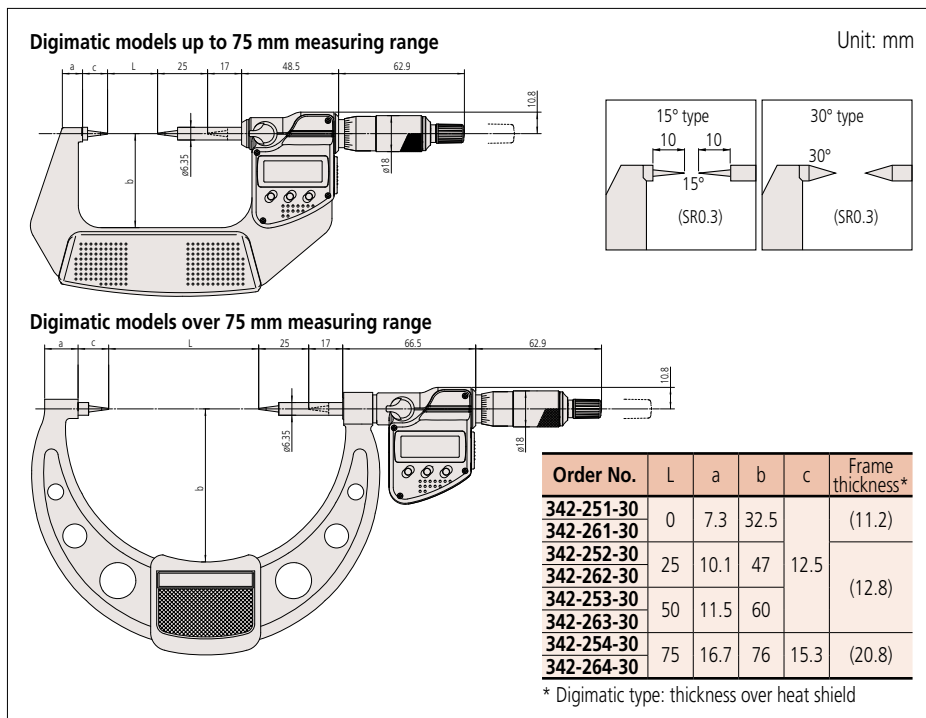 Digimatic models up to 75 mm measuring range
Unit: mm
a c L 25 17 48.5 62.9
10.8
ø6.35
ø18
b
15º type
10 10
15º
(SR0.3)
30º type
30º
(SR0.3)
Digimatic models over 75 mm measuring range
a c L 25 17 66.5 62.9
10.8
ø6.35
ø18
b
Order No. L a b c Frame
thickness*
342-251-30 0 7.3 32.5 12.5 (11.2)
342-261-30
342-252-30 25 10.1 47 (12.8)
342-262-30
342-253-30 50 11.5 60
342-263-30
342-254-30 75 16.7 76 15.3 (20.8)
342-264-30
* Digimatic type: thickness over heat shield